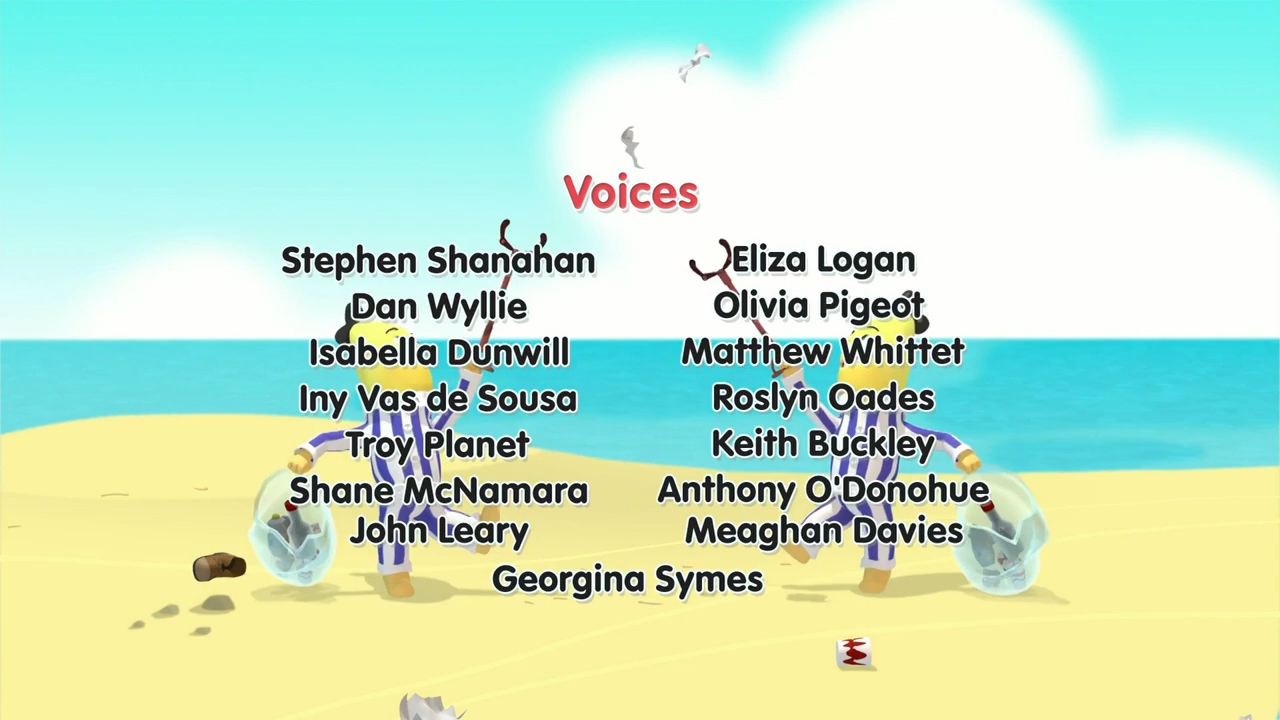 Voices
Stephen Shanahan
Eliza Logan
Dan Wyllie
Olivia Pigeot
Isabella Dunwill
Matthew Whittet
Iny Vas de Sousa
Roslyn Oades
Troy Planet
Keith Buckley
Shane McNamara
Anthony O'Donohue
John Leary
Meaghan Davies
Georgina Symes